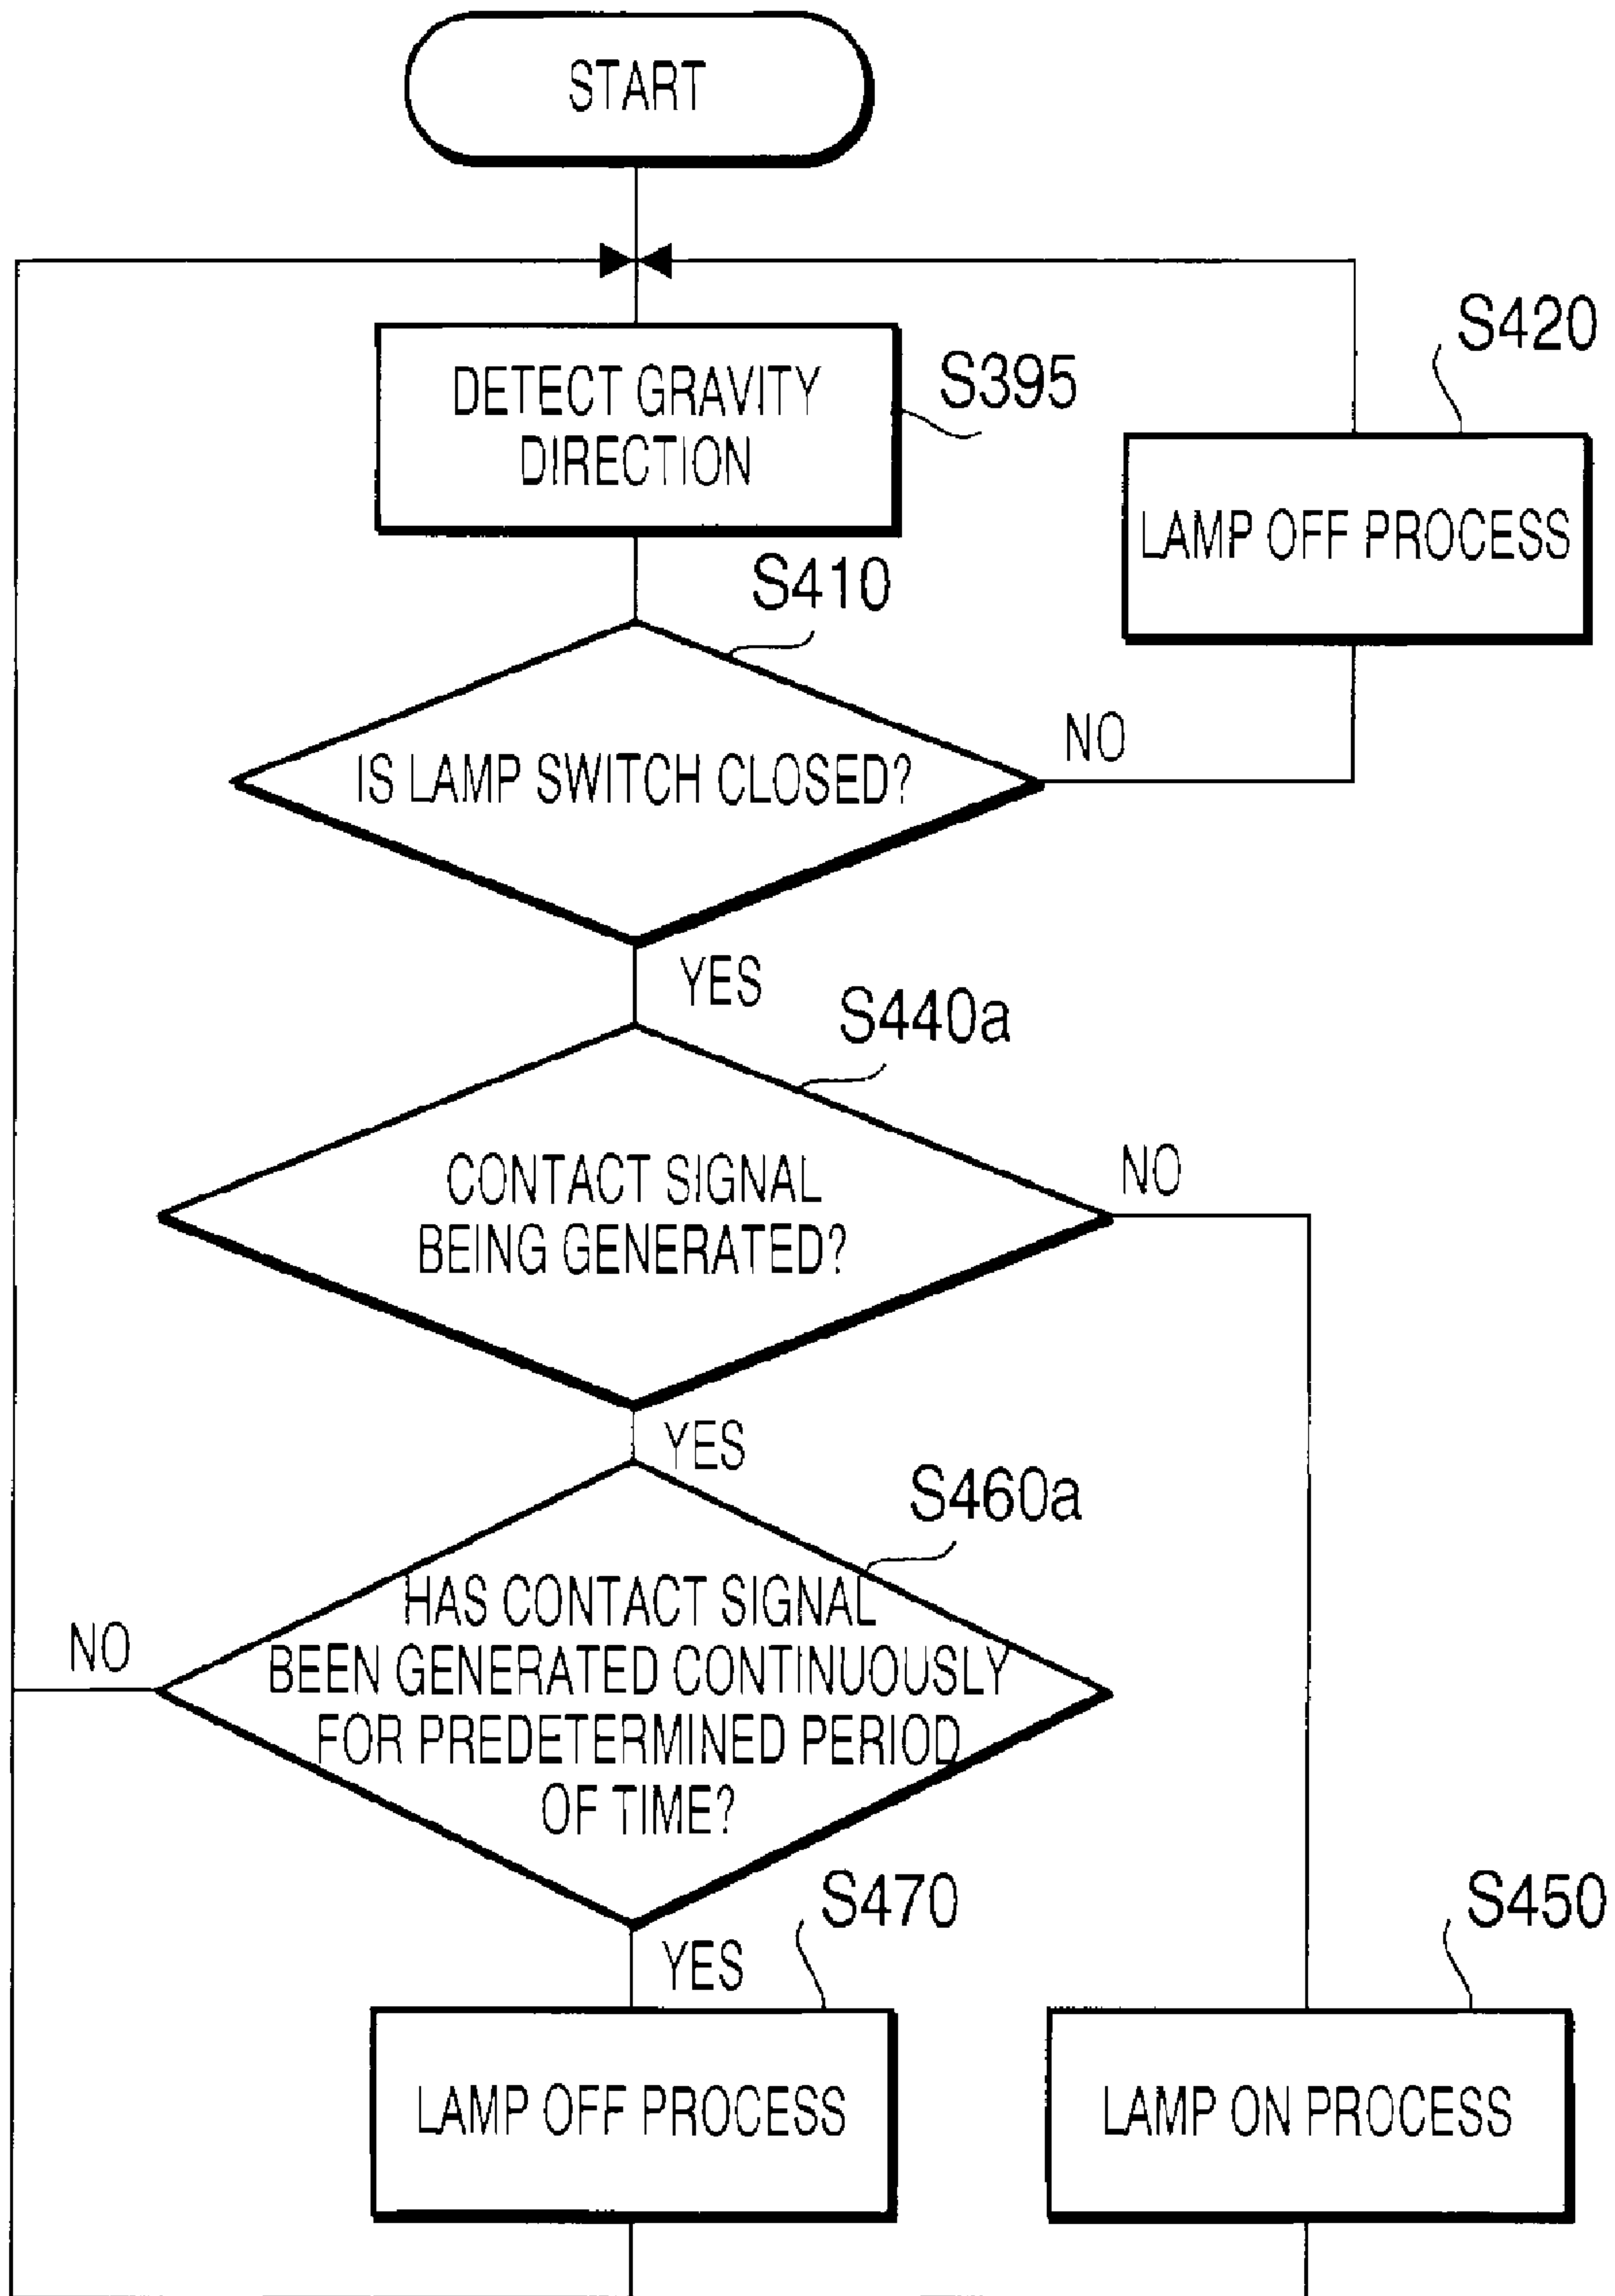 START
DETECT GRAVITY
DIRECTION
S395
S420
LAMP OFF PROCESS
S410
IS LAMP SWITCH CLOSED?
NO
YES
S440a
CONTACT SIGNAL
BEING GENERATED?
NO
YES
S460a
HAS CONTACT SIGNAL
BEEN GENERATED CONTINUOUSLY
FOR PREDETERMINED PERIOD
OF TIME?
NO
YES
S470
LAMP OFF PROCESS
S450
LAMP ON PROCESS